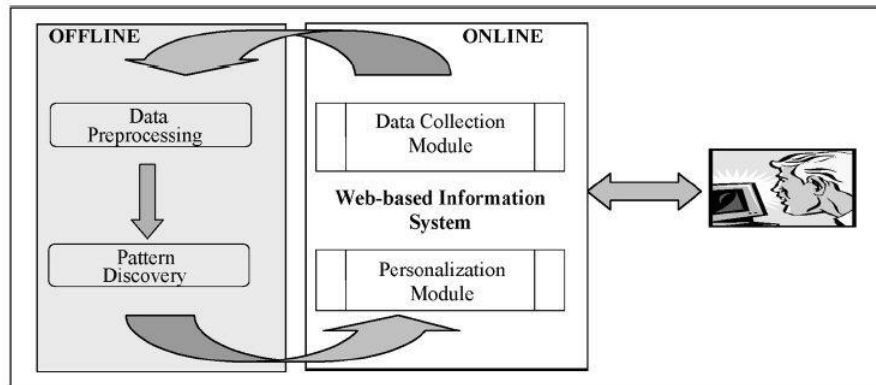 OFFLINE
Data
Preprocessing
Pattern
Discovery
ONLINE
Data Collection
Module
Web-based Information
System
Personalization
Module